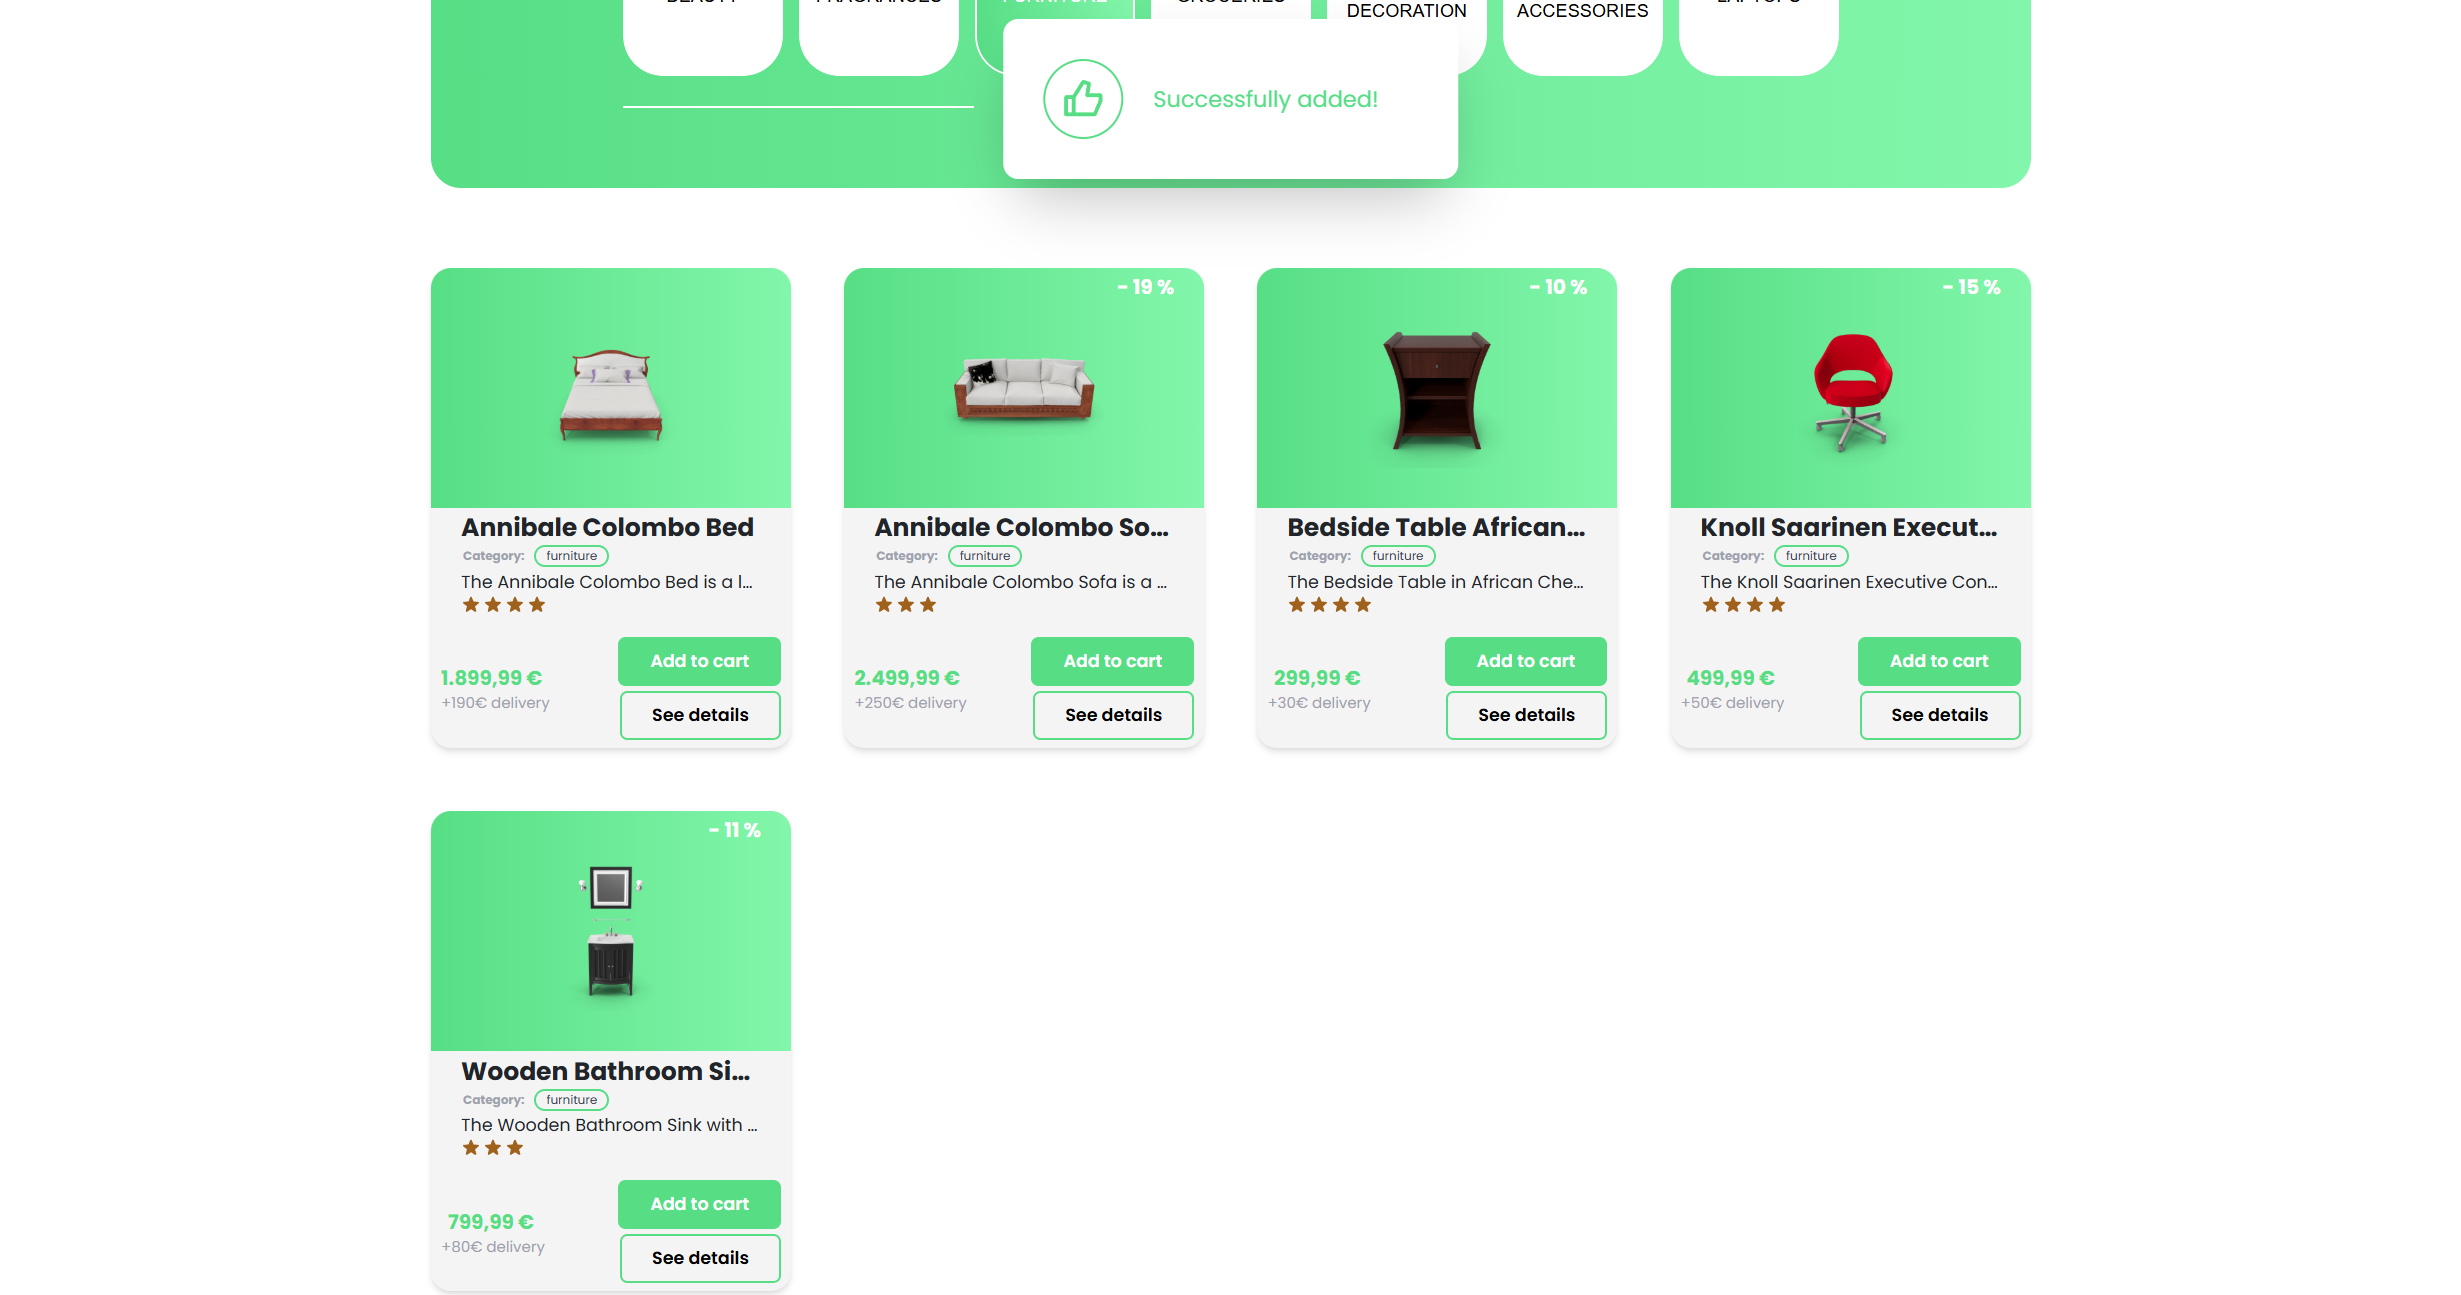 DECORATION
ACCESSORIES
Successfully added!
- 19 %
- 10 %
- 15 %
Annibale Colombo Bed
Category: furniture
The Annibale Colombo Bed is a l...
1.899,99 €
+190€ delivery
Add to cart
See details
Annibale Colombo So...
Category: furniture
The Annibale Colombo Sofa is a ...
2.499,99 €
+250€ delivery
Add to cart
See details
Bedside Table African...
Category: furniture
The Bedside Table in African Che...
299,99 €
+30€ delivery
Add to cart
See details
Knoll Saarinen Execut...
Category: furniture
The Knoll Saarinen Executive Con...
499,99 €
+50€ delivery
Add to cart
See details
- 11 %
Wooden Bathroom Si...
Category: furniture
The Wooden Bathroom Sink with ...
799,99 €
+80€ delivery
Add to cart
See details